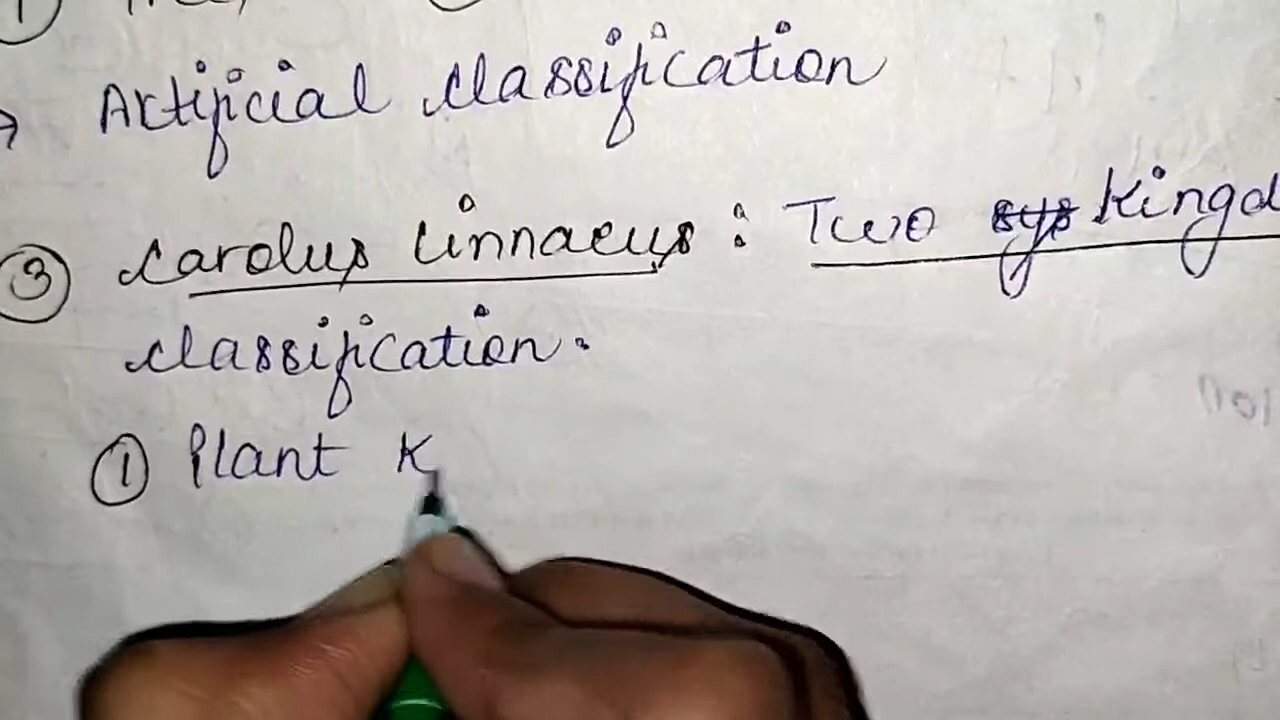 → Artificial classification
③ Carolus Linnaeus : Two Kingd
classification.
① Plant K